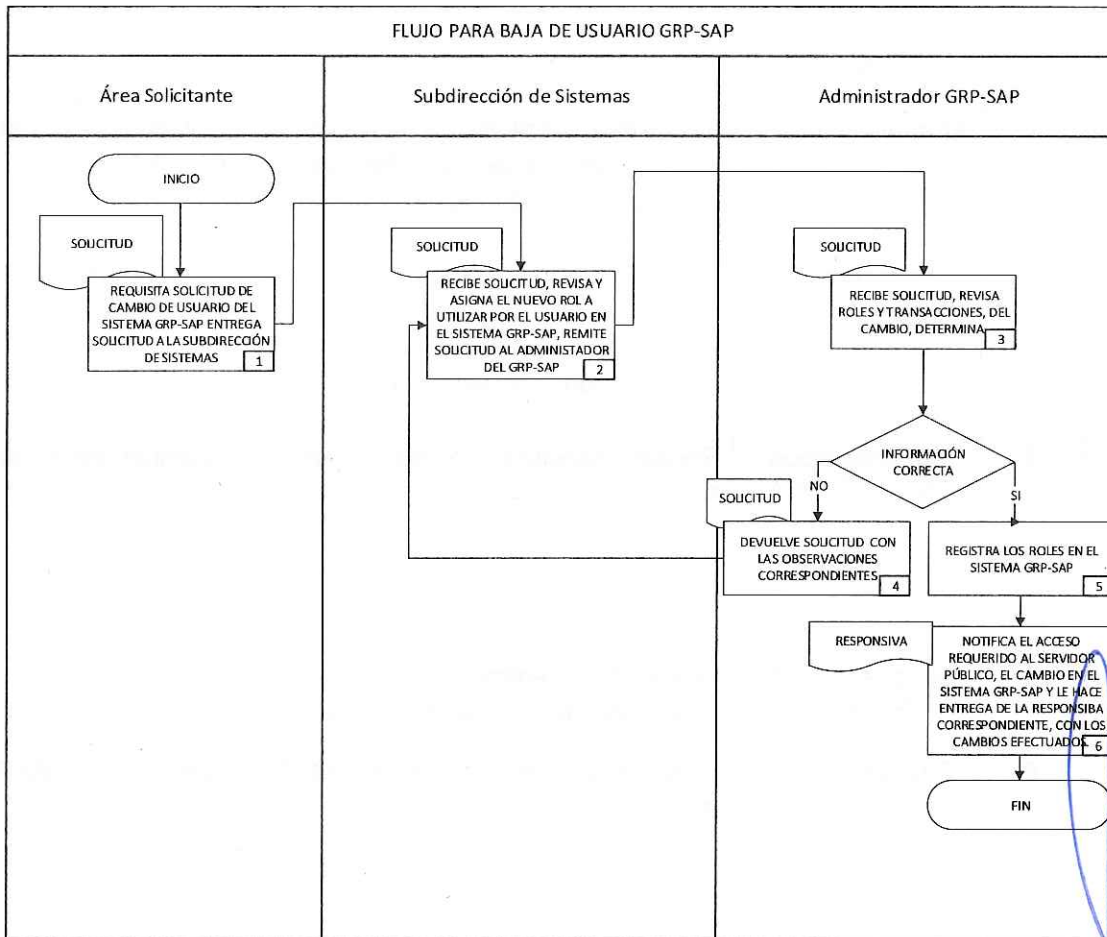 FLUJO PARA BAJA DE USUARIO GRP-SAP
Área Solicitante
Subdirección de Sistemas
Administrador GRP-SAP
INICIO
SOLICITUD
REQUISITA SOLICITUD DE
CAMBIO DE USUARIO DEL
SISTEMA GRP-SAP ENTREGA
SOLICITUD A LA SUBDIRECCIÓN
DE SISTEMAS
1
SOLICITUD
RECIBE SOLICITUD, REVISA Y
ASIGNA EL NUEVO ROL A
UTILIZAR POR EL USUARIO EN
EL SISTEMA GRP-SAP, REMITE
SOLICITUD AL ADMINISTADOR
DEL GRP-SAP
2
SOLICITUD
RECIBE SOLICITUD, REVISA
ROLES Y TRANSACCIONES, DEL
CAMBIO, DETERMINA
3
INFORMACIÓN
CORRECTA
NO
SI
SOLICITUD
DEVUELVE SOLICITUD CON
LAS OBSERVACIONES
CORRESPONDIENTES
4
REGISTRA LOS ROLES EN EL
SISTEMA GRP-SAP
5
RESPONSIVA
NOTIFICA EL ACCESO
REQUERIDO AL SERVIDOR
PÚBLICO, EL CAMBIO EN EL
SISTEMA GRP-SAP Y LE HACE
ENTREGA DE LA RESPONSIBA
CORRESPONDIENTE, CON LOS
CAMBIOS EFECTUADOS.
6
FIN